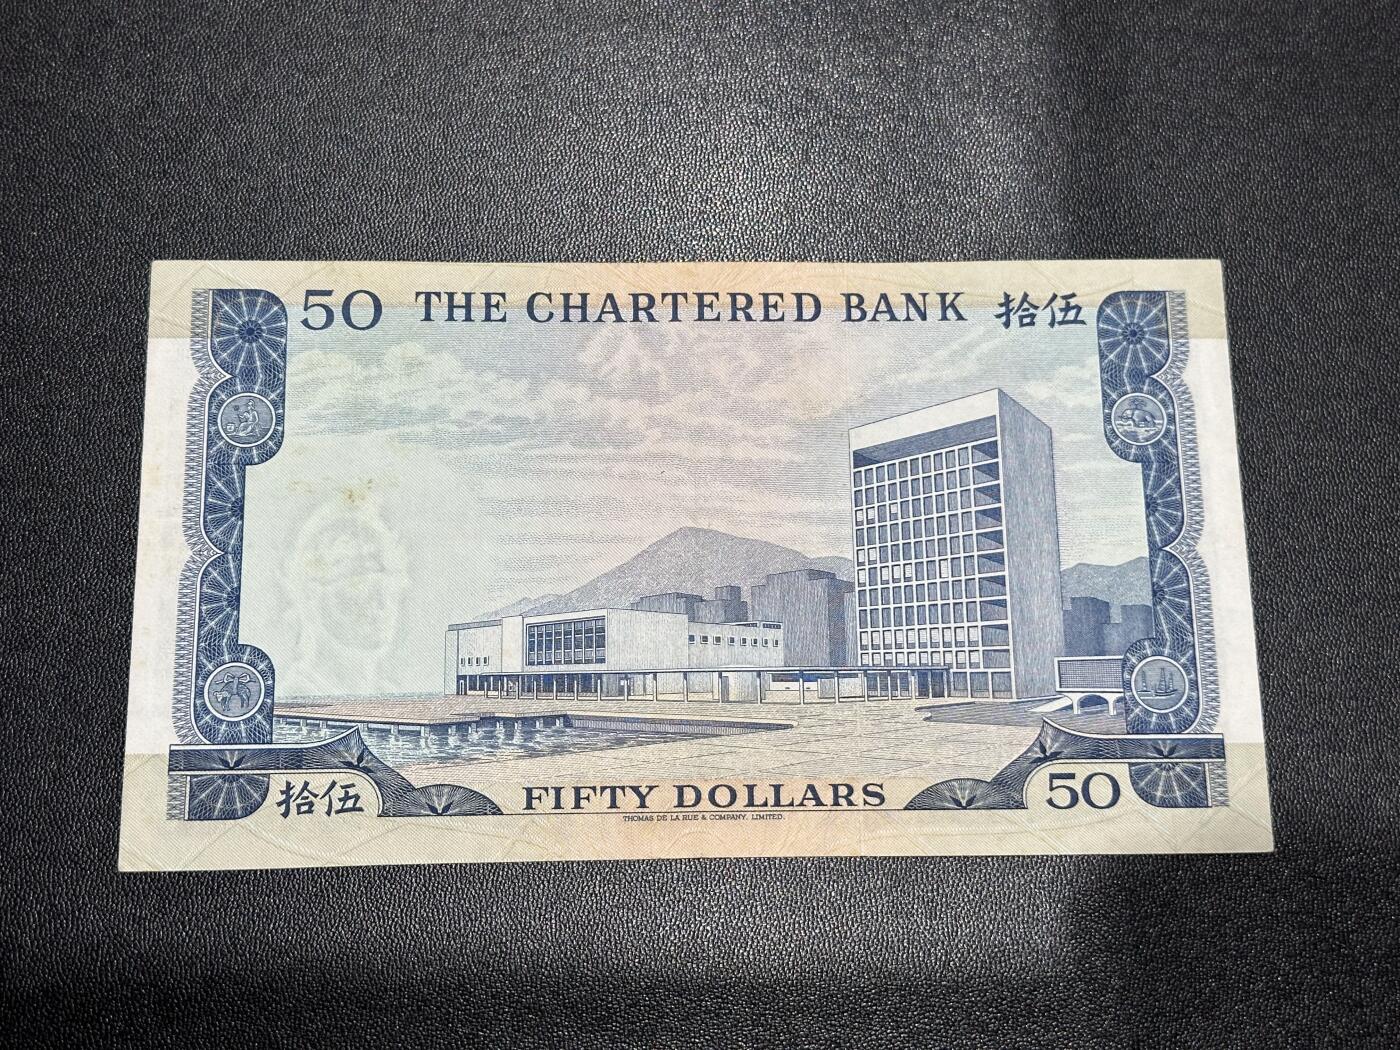 50 THE CHARTERED BANK 拾伍
拾伍 FIFTY DOLLARS 50
THOMAS DE LA RUE & COMPANY, LIMITED.